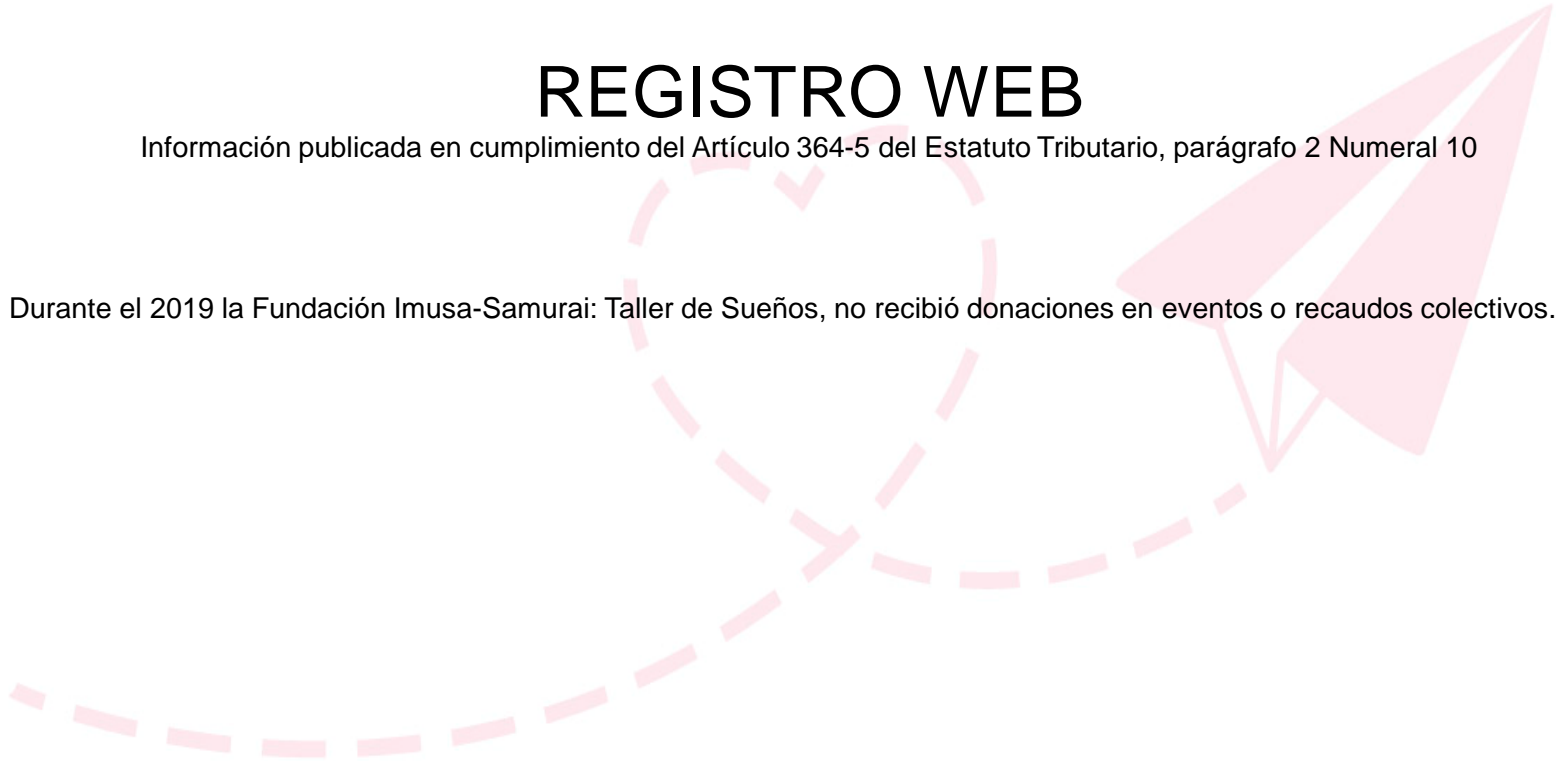 REGISTRO WEB
Información publicada en cumplimiento del Artículo 364-5 del Estatuto Tributario, parágrafo 2 Numeral 10
Durante el 2019 la Fundación Imusa-Samurai: Taller de Sueños, no recibió donaciones en eventos o recaudos colectivos.